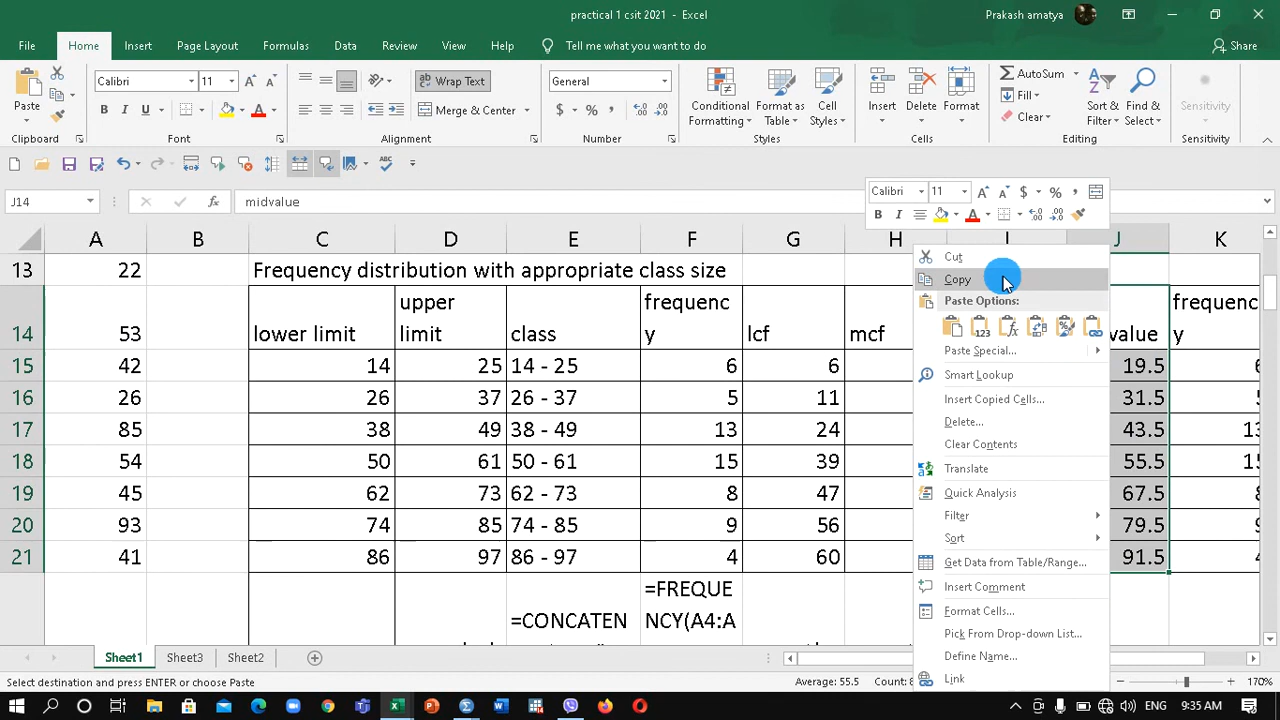 practical 1 csit 2021 - Excel
Prakash amatya
File Home Insert Page Layout Formulas Data Review View Help Tell me what you want to do Share
Paste
Calibri 11
B I U
Wrap Text
Merge & Center
General
$ % ,
Conditional Formatting
Format as Table
Cell Styles
Insert Delete Format
AutoSum
Fill
Clear
Sort & Filter
Find & Select
Sensitivity
Clipboard Font Alignment Number Styles Cells Editing Sensitivity
J14 fx midvalue
Calibri 11 $ % ,
B I A
A B C D E F G H I J K
13 22 Frequency distribution with appropriate class size
14 53 lower limit upper limit class frequency lcf mcf value frequenc y
15 42 14 25 14 - 25 6 6 19.5
16 26 26 37 26 - 37 5 11 31.5
17 85 38 49 38 - 49 13 24 43.5 13
18 54 50 61 50 - 61 15 39 55.5 15
19 45 62 73 62 - 73 8 47 67.5
20 93 74 85 74 - 85 9 56 79.5
21 41 86 97 86 - 97 4 60 91.5
=FREQUE
=CONCATEN NCY(A4:A
Cut
Copy
Paste Options:
Paste Special...
Smart Lookup
Insert Copied Cells...
Delete...
Clear Contents
Translate
Quick Analysis
Filter
Sort
Get Data from Table/Range...
Insert Comment
Format Cells...
Pick From Drop-down List...
Define Name...
Link
Sheet1 Sheet3 Sheet2
Select destination and press ENTER or choose Paste
Average: 55.5
170%
9:35 AM